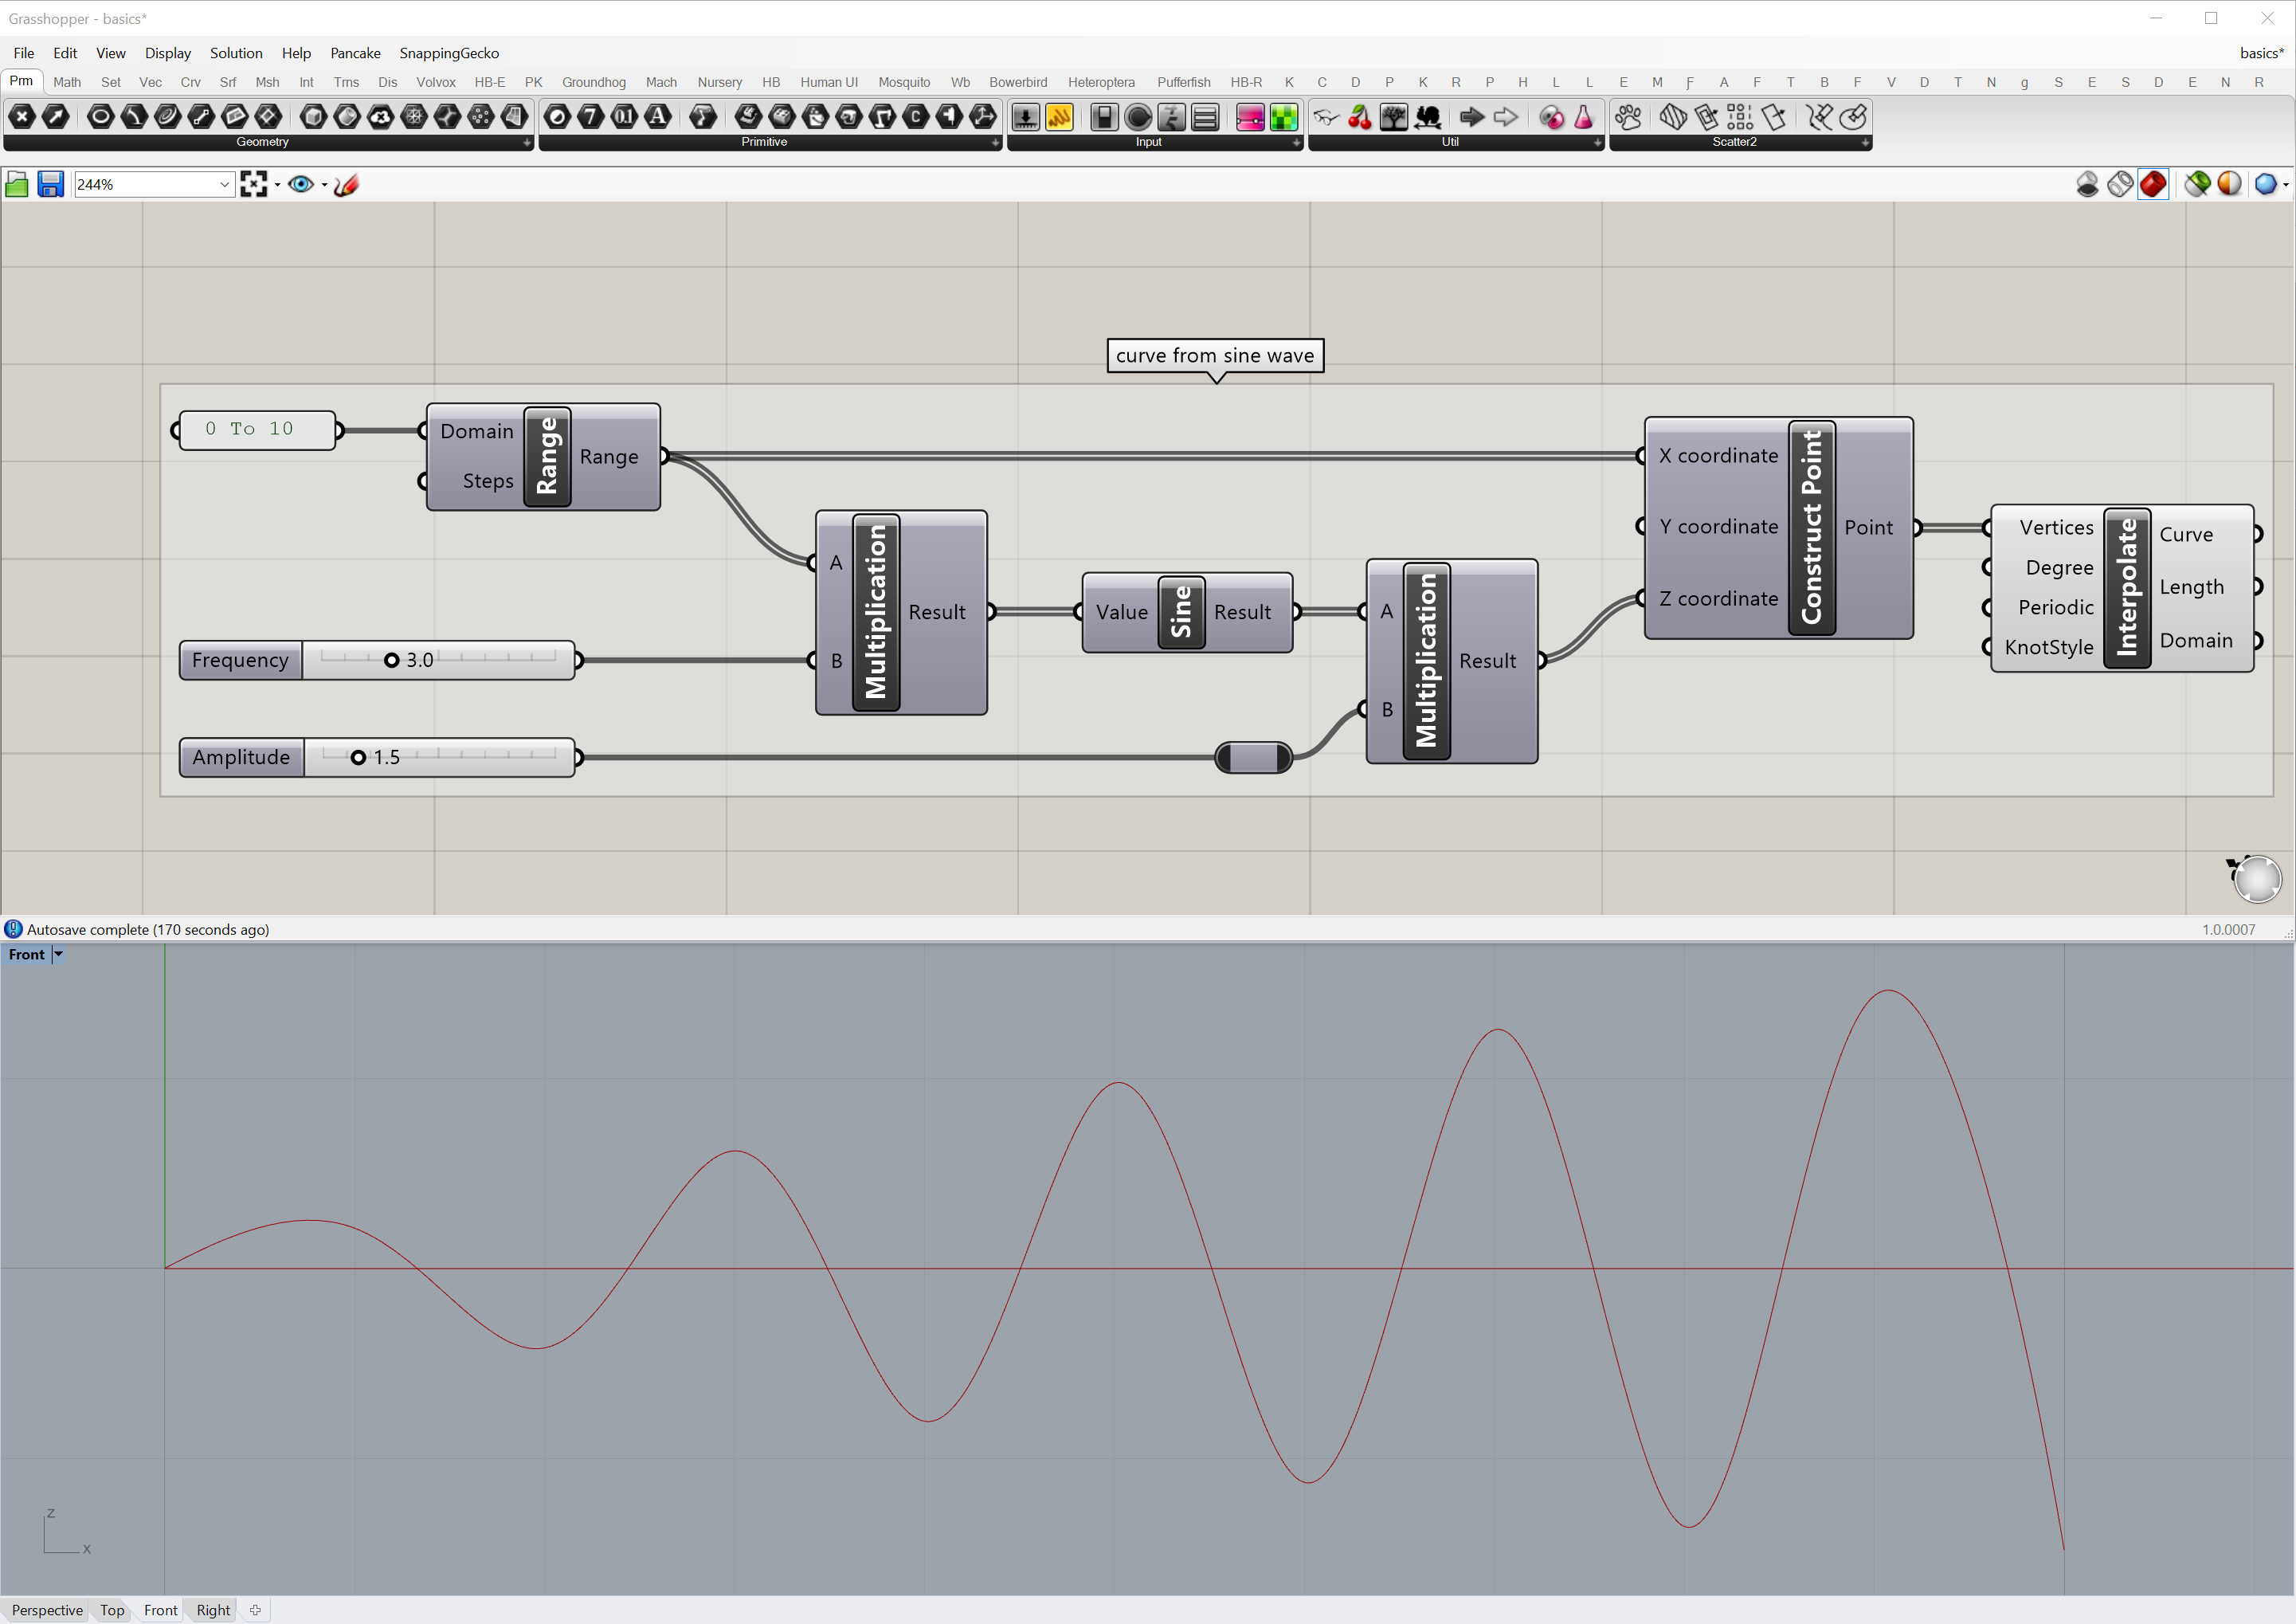 Grasshopper - basics*
File Edit View Display Solution Help Pancake SnappingGecko basics*
Prm Math Set Vec Crv Srf Msh Int Trns Dis Volvox HB-E PK Groundhog Mach Nursery HB Human UI Mosquito Wb Bowerbird Heteroptera Pufferfish HB-R K C D P K R P H L L E M F A F T B F V D T N g S E S D E N R
Geometry Primitive Input Util Scatter2
244%
curve from sine wave
0 To 10
Domain
Steps
Range
Range
X coordinate
Y coordinate
Z coordinate
Construct Point
Point
A
B
Multiplication
Result
Value
Sine
Result
A
B
Multiplication
Result
Vertices
Degree
Periodic
KnotStyle
Interpolate
Curve
Length
Domain
Frequency 3.0
Amplitude 1.5
Autosave complete (170 seconds ago) 1.0.0007
Front
z
x
Perspective Top Front Right